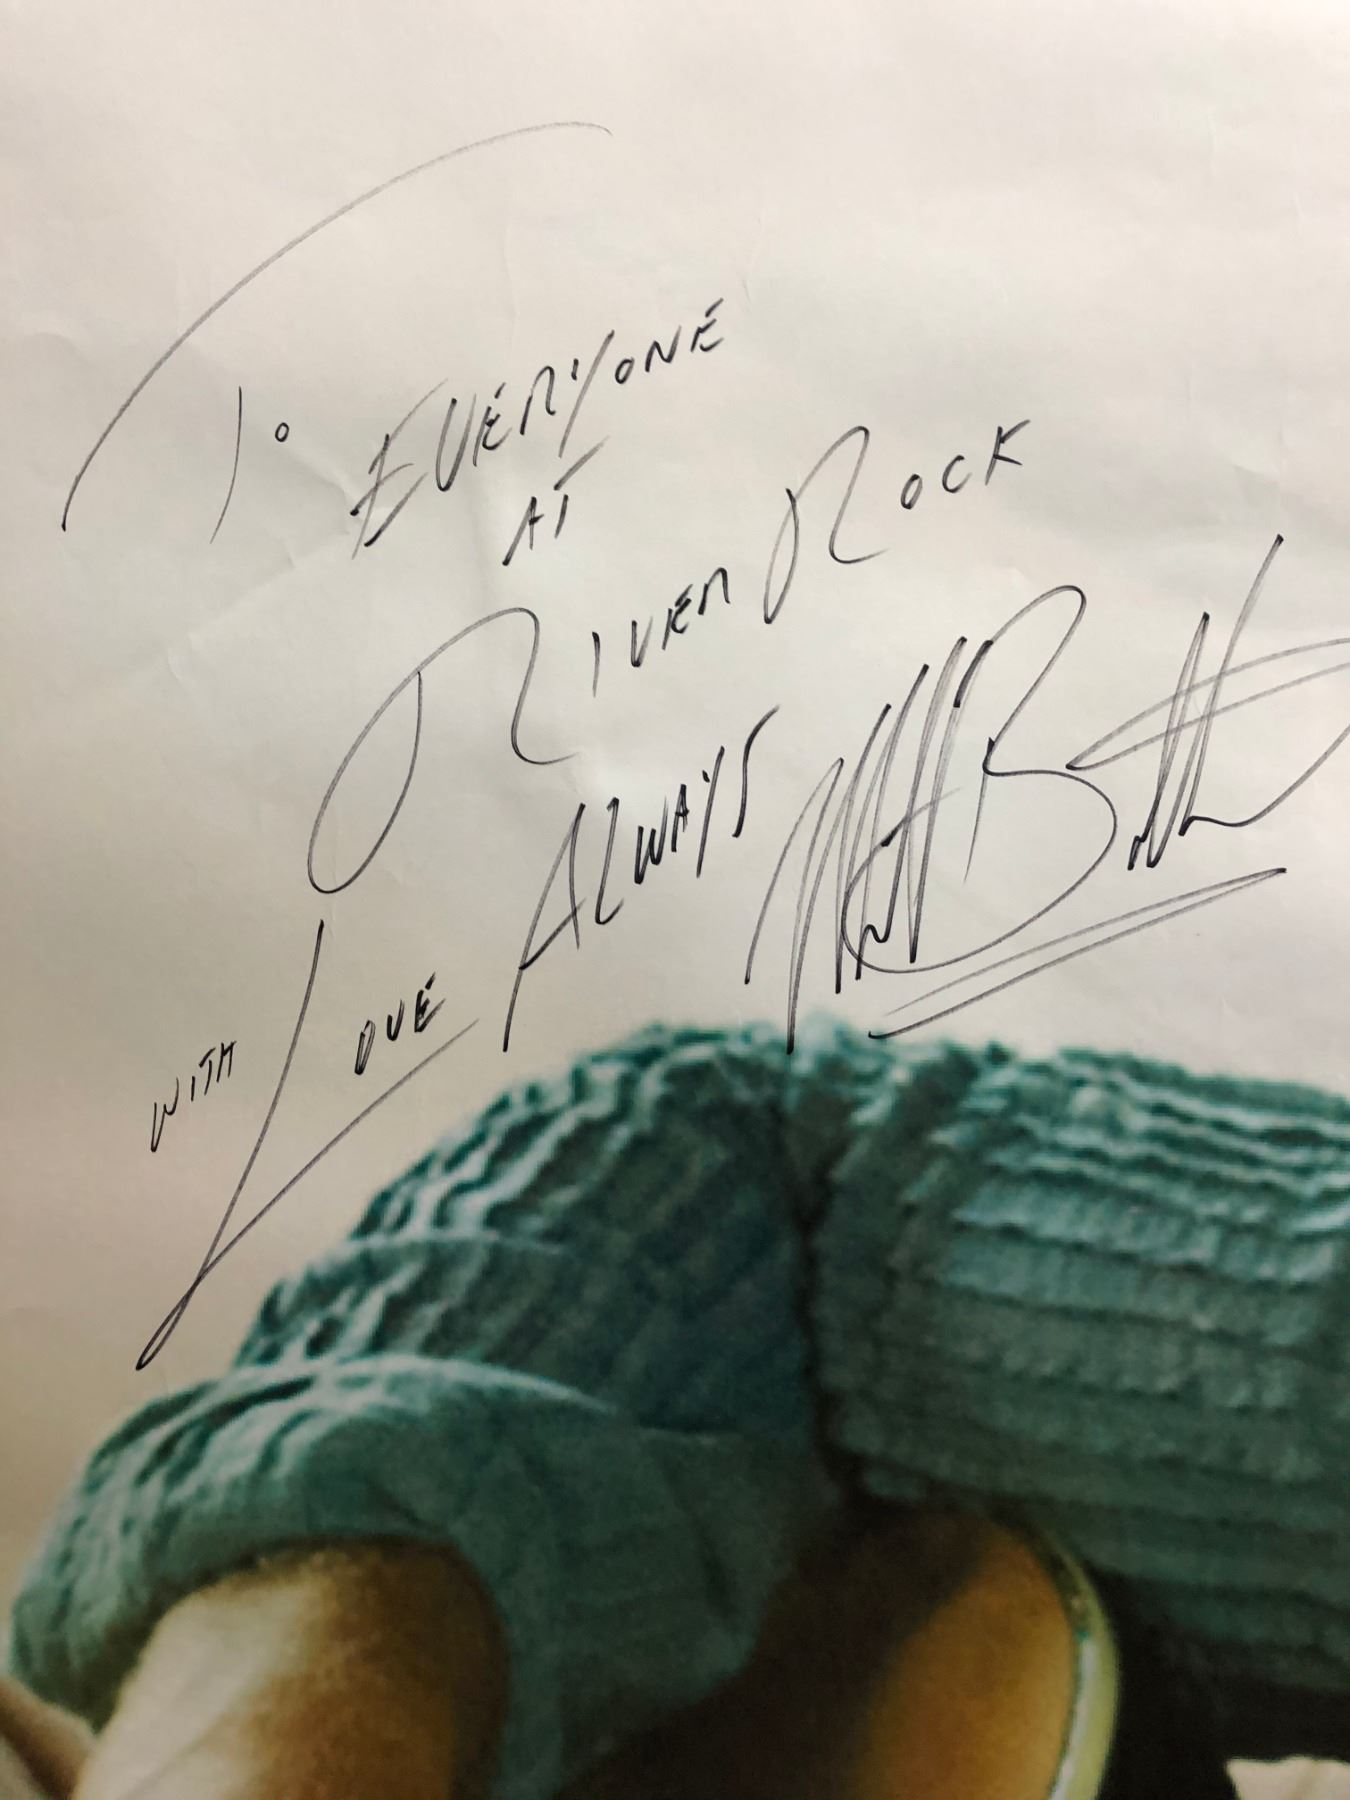 To EVERYONE
AT
RIVER ROCK
WITH LOVE ALWAYS